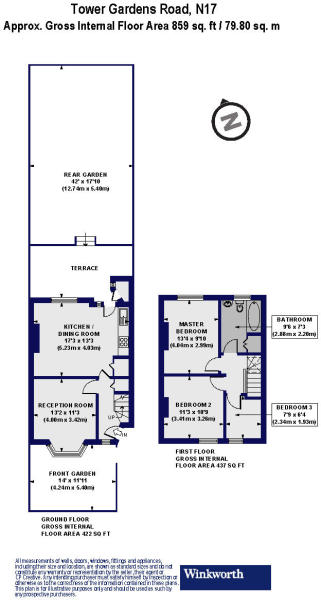 Tower Gardens Road, N17
Approx. Gross Internal Floor Area 859 sq. ft / 79.80 sq. m
N
REAR GARDEN
42' x 17'10
(12.74m x 5.40m)
TERRACE
KITCHEN /
DINING ROOM
17'3 x 13'3
(5.23m x 4.03m)
RECEPTION ROOM
13'2 x 11'3
(4.00m x 3.42m)
UP
IN
FRONT GARDEN
14' x 11'11
(4.24m x 5.40m)
GROUND FLOOR
GROSS INTERNAL
FLOOR AREA 422 SQ FT
MASTER
BEDROOM
13'4 x 9'10
(4.04m x 2.99m)
BATHROOM
9'6 x 7'3
(2.88m x 2.20m)
BEDROOM 2
11'3 x 10'9
(3.41m x 3.26m)
BEDROOM 3
7'9 x 6'4
(2.34m x 1.93m)
FIRST FLOOR
GROSS INTERNAL
FLOOR AREA 437 SQ FT
All measurements of walls, doors, windows, fittings and appliances,
including their size and location, are shown as standard sizes and do not
constitute any warranty or representation by the seller, their agent or
CP Creative. Any intending purchaser must satisfy himself by inspection or
otherwise as to the correctness of the information contained in these plans.
This plan is for illustrative purposes only and should be used as such by
any prospective purchasers.
Winkworth